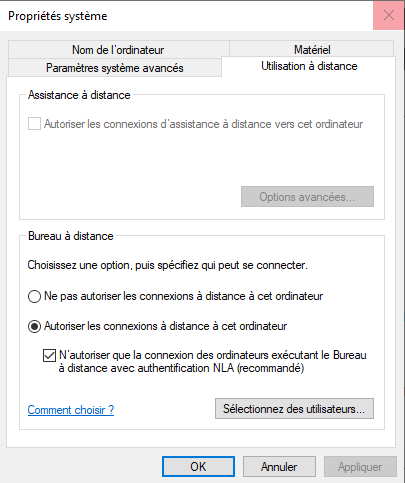 Propriétés système
Nom de l'ordinateur
Matériel
Paramètres système avancés
Utilisation à distance
Assistance à distance
Autoriser les connexions d'assistance à distance vers cet ordinateur
Options avancées...
Bureau à distance
Choisissez une option, puis spécifiez qui peut se connecter.
Ne pas autoriser les connexions à distance à cet ordinateur
Autoriser les connexions à distance à cet ordinateur
N'autoriser que la connexion des ordinateurs exécutant le Bureau
à distance avec authentification NLA (recommandé)
Comment choisir ?
Sélectionnez des utilisateurs...
OK
Annuler
Appliquer